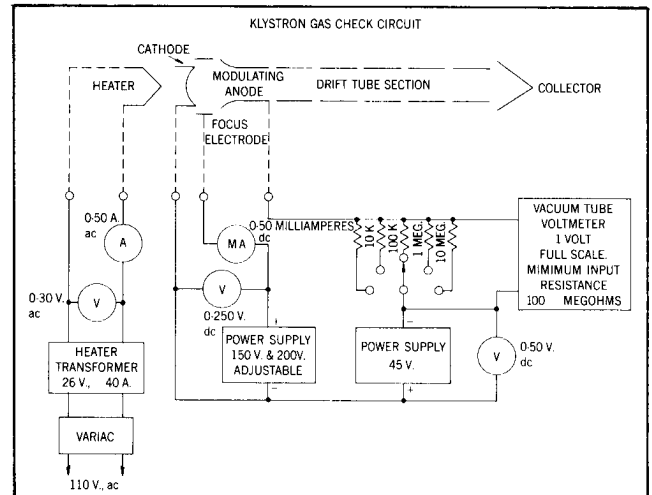 KLYSTRON GAS CHECK CIRCUIT
CATHODE
HEATER
MODULATING
ANODE
DRIFT TUBE SECTION
COLLECTOR
FOCUS
ELECTRODE
0-50 A.
ac
A
MA
0-50 MILLIAMPERES
dc
10 K
100 K
1 MEG.
10 MEG.
VACUUM TUBE
VOLTMETER
1 VOLT
FULL SCALE.
MIMIMUM INPUT
RESISTANCE
100 MEGOHMS
0-30 V.
ac
V
V
0-250 V.
dc
HEATER
TRANSFORMER
26 V., 40 A.
+
POWER SUPPLY
150 V. & 200V.
ADJUSTABLE
−
−
POWER SUPPLY
45 V.
+
V
0-50 V.
dc
VARIAC
110 V., ac